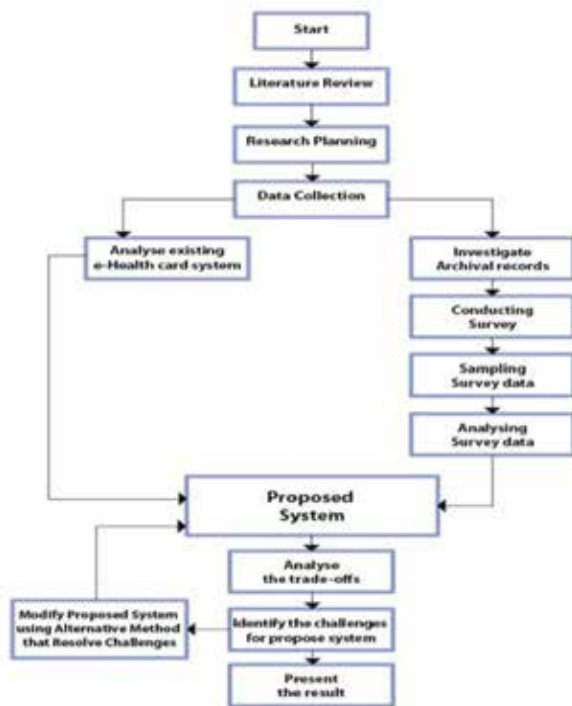 Start
Literature Review
Research Planning
Data Collection
Analyse existing
e-Health card system
Investigate
Archival records
Conducting
Survey
Sampling
Survey data
Analysing
Survey data
Proposed
System
Analyse
the trade-offs
Modify Proposed System
using Alternative Method
that Resolve Challenges
Identify the challenges
for propose system
Present
the result